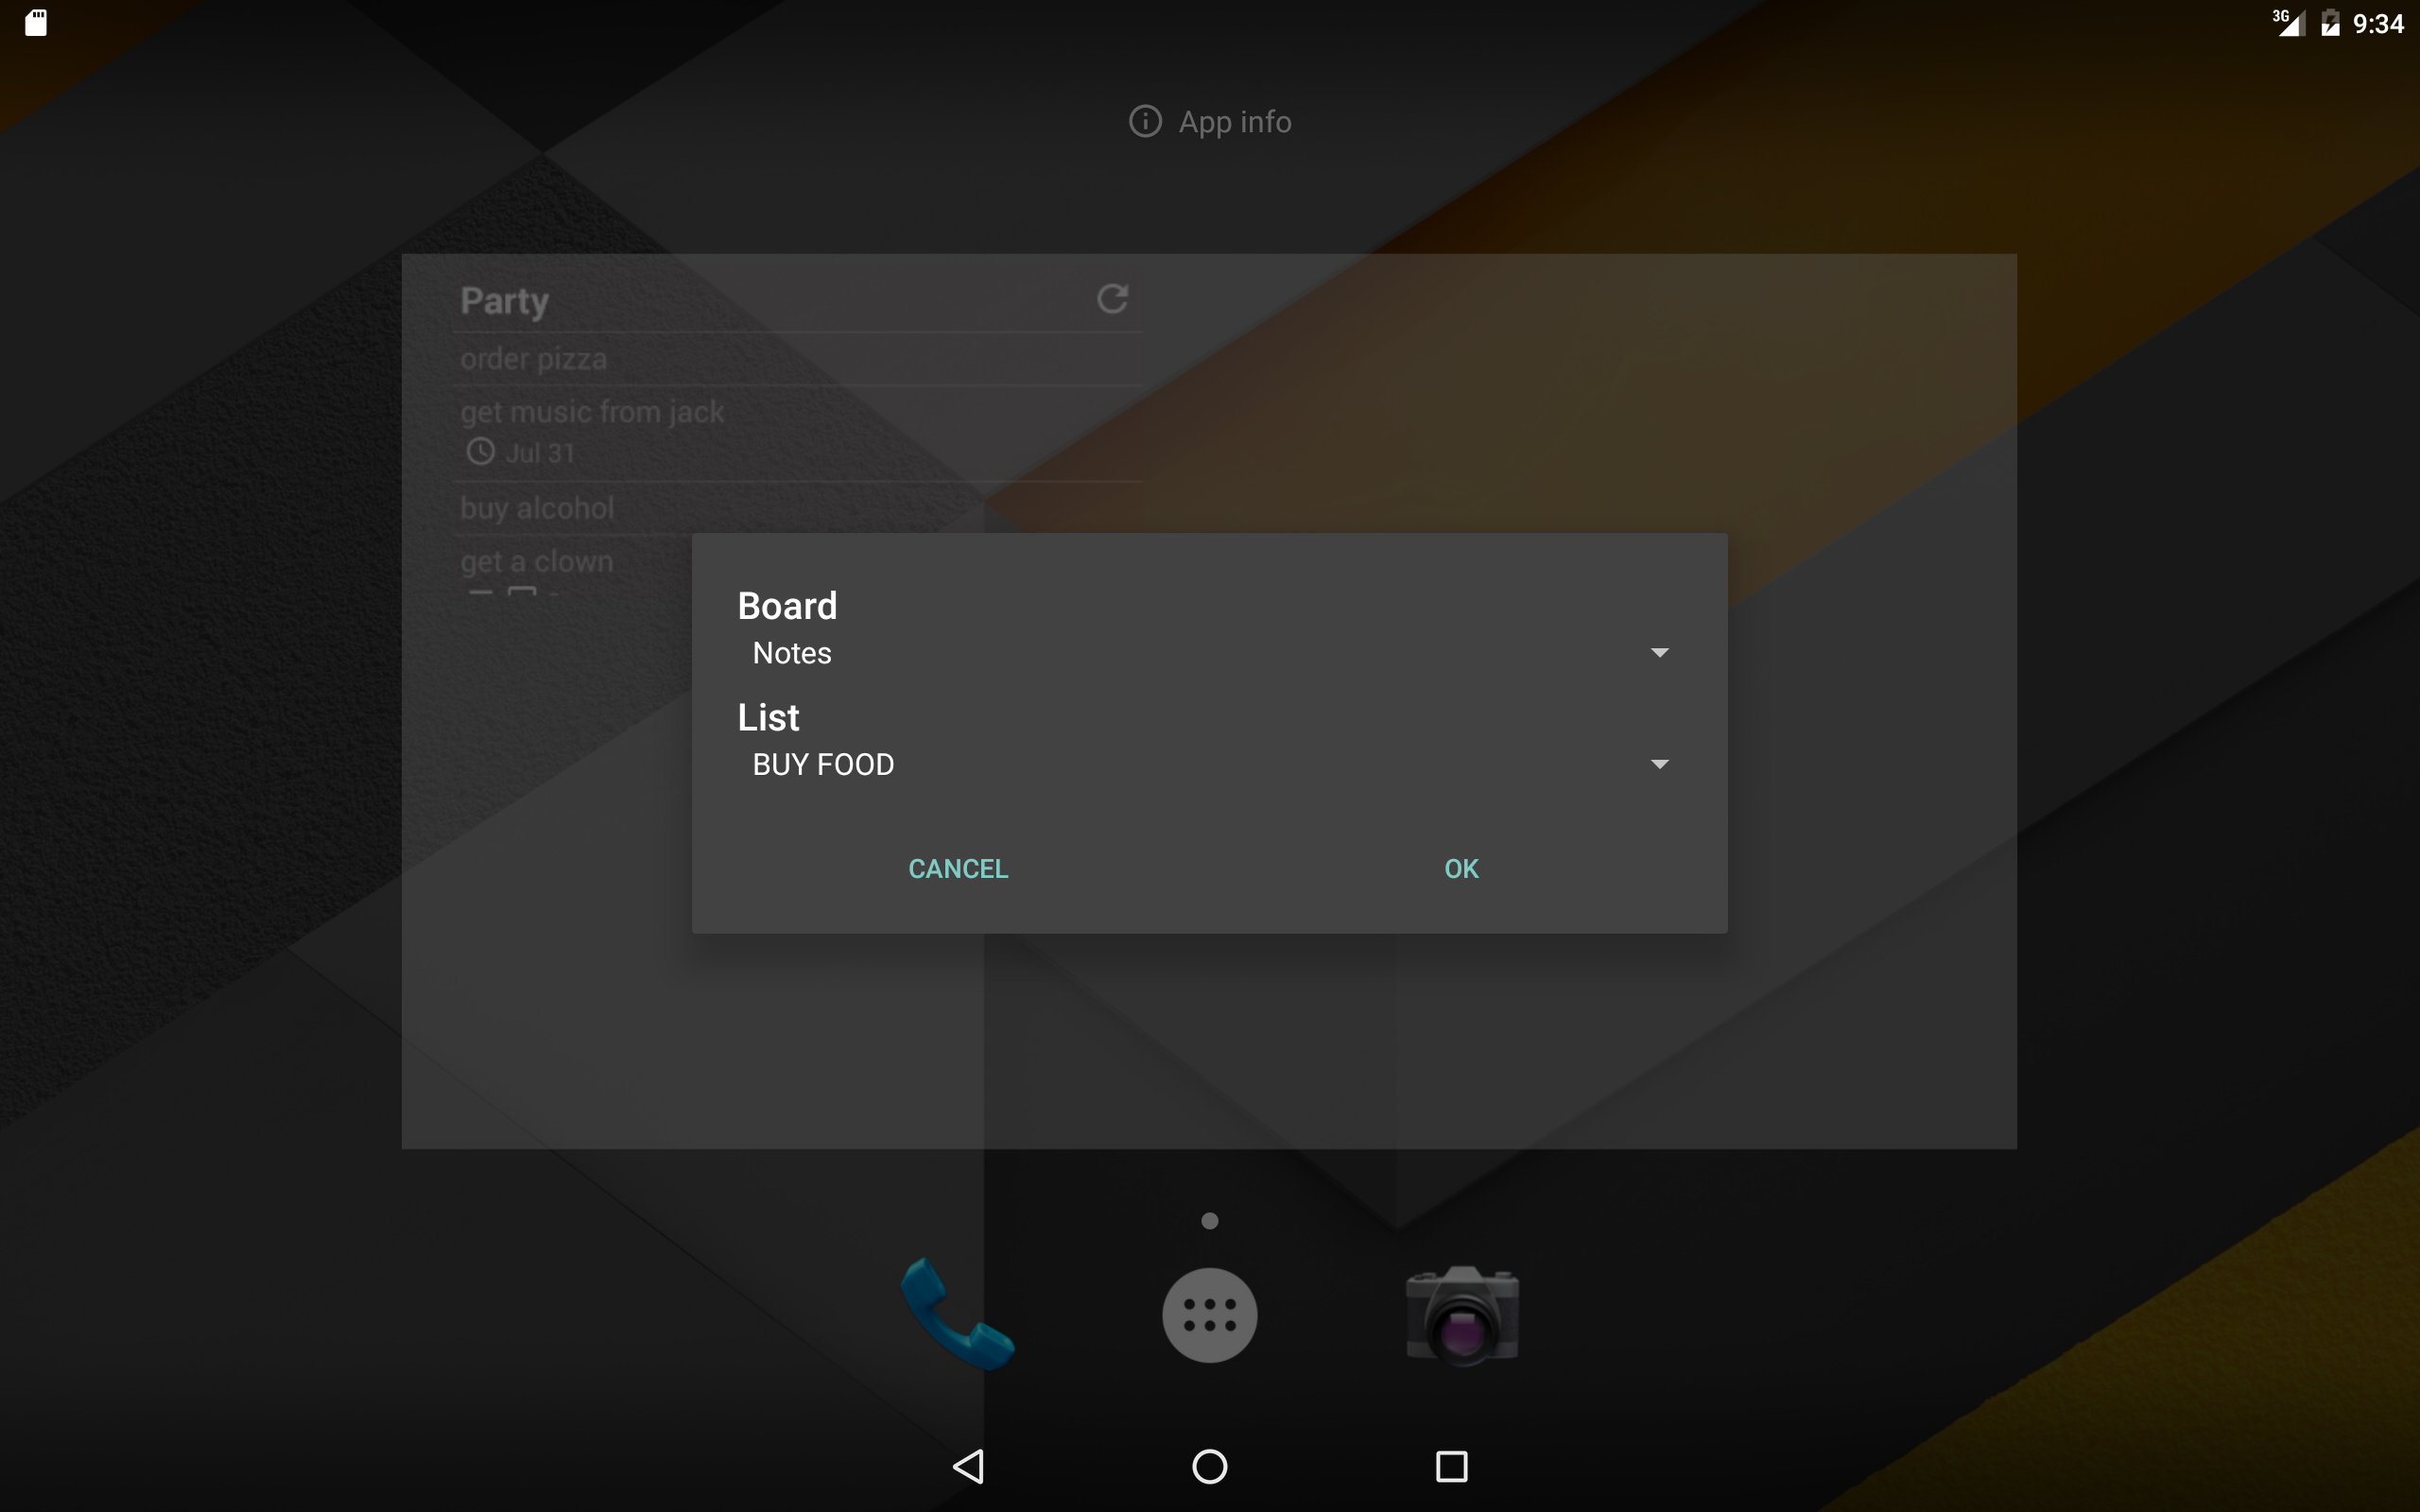 3G 9:34
App info
Party
order pizza
get music from jack
Jul 31
buy alcohol
get a clown
Board
Notes
List
BUY FOOD
CANCEL OK